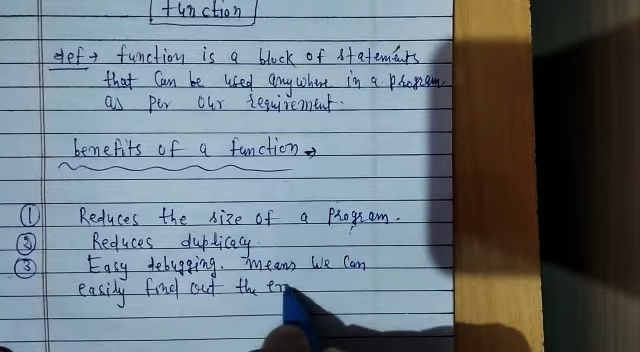 function
def → function is a block of statements
that can be used anywhere in a program
as per our requirement.
benefits of a function →
① Reduces the size of a program.
② Reduces duplicacy.
③ Easy debugging. means we can
easily find out the er